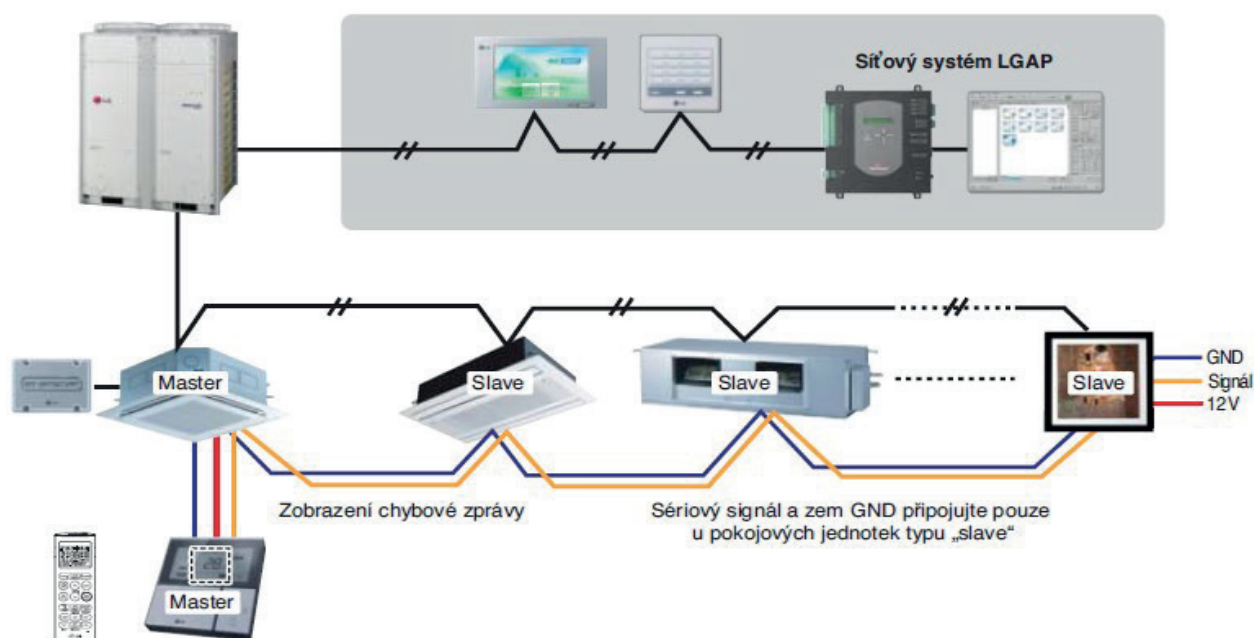 Síťový systém LGAP
Master
Slave
Slave
Slave
GND
Signál
12V
Zobrazení chybové zprávy
Sériový signál a zem GND připojujte pouze
u pokojových jednotek typu „slave“
Master